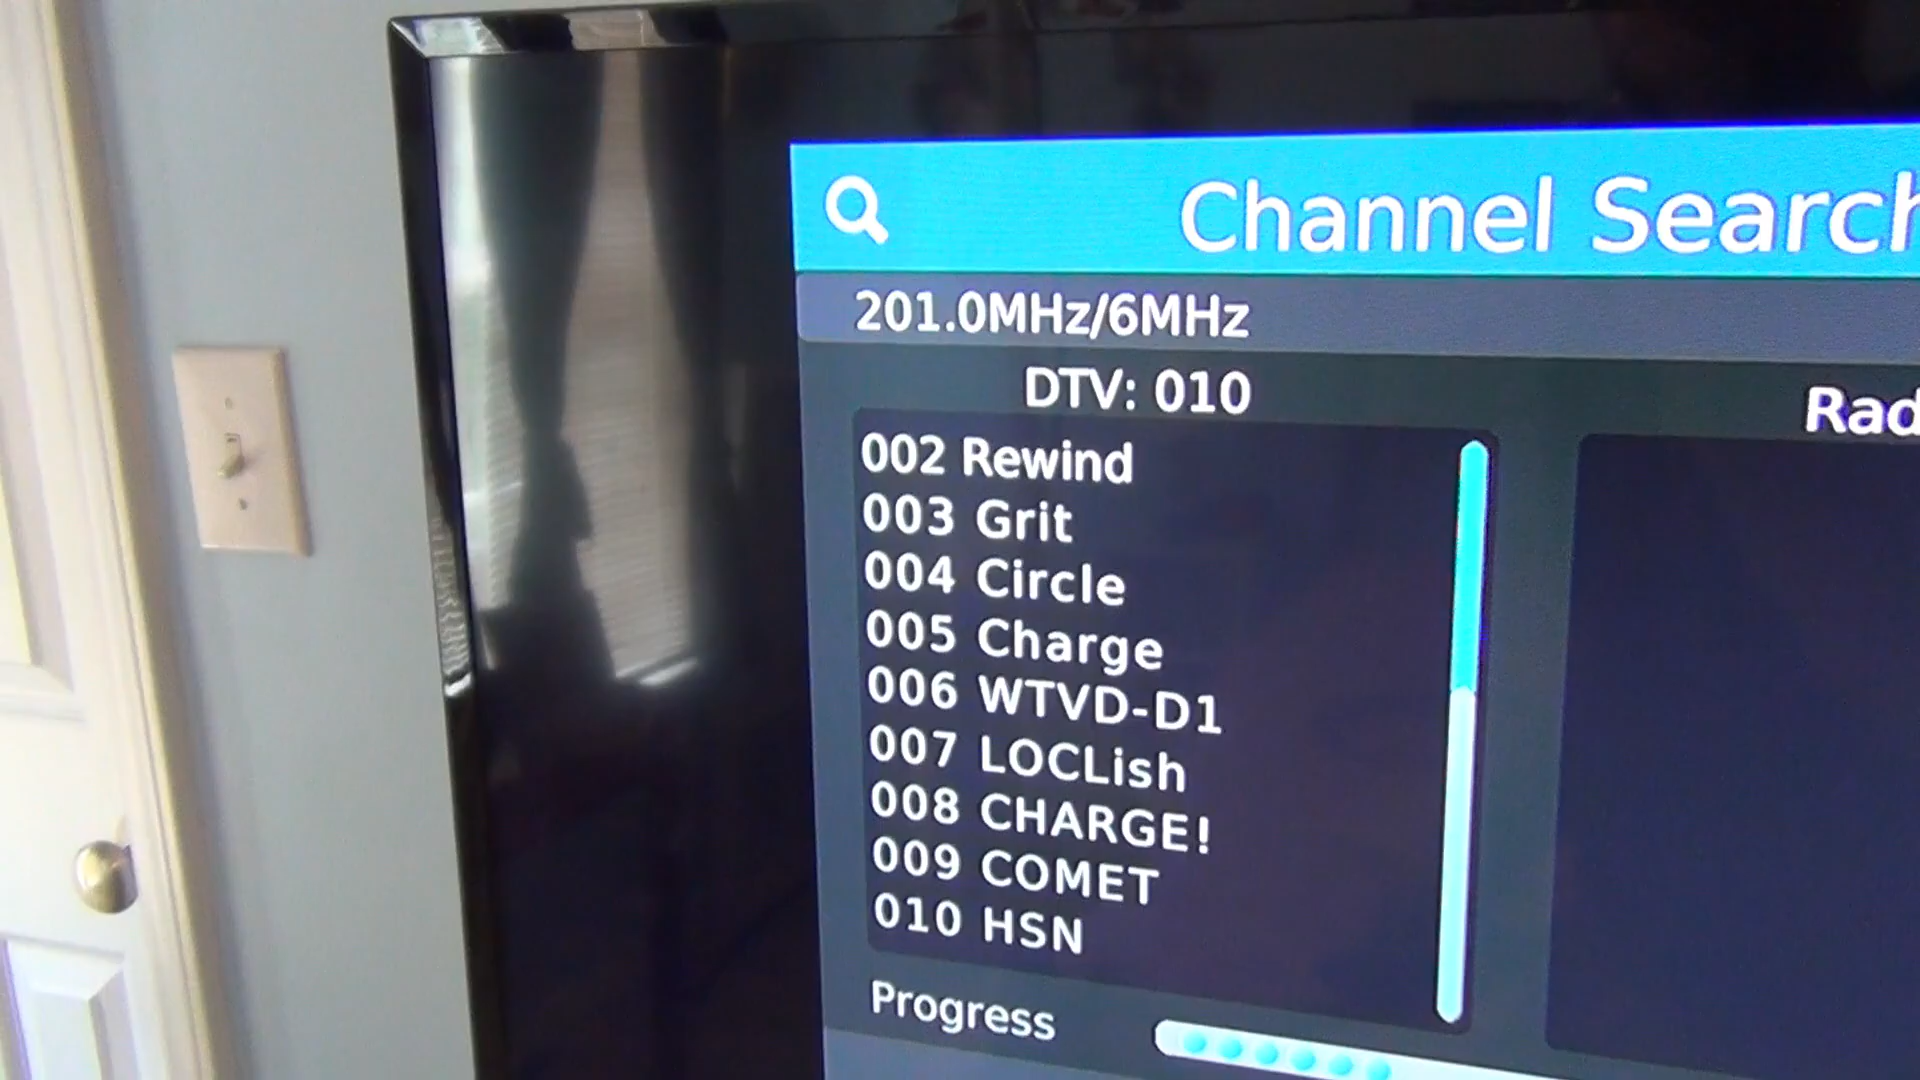 Channel Search
201.0MHz/6MHz
DTV: 010
Rad
002 Rewind
003 Grit
004 Circle
005 Charge
006 WTVD-D1
007 LOCLish
008 CHARGE!
009 COMET
010 HSN
Progress